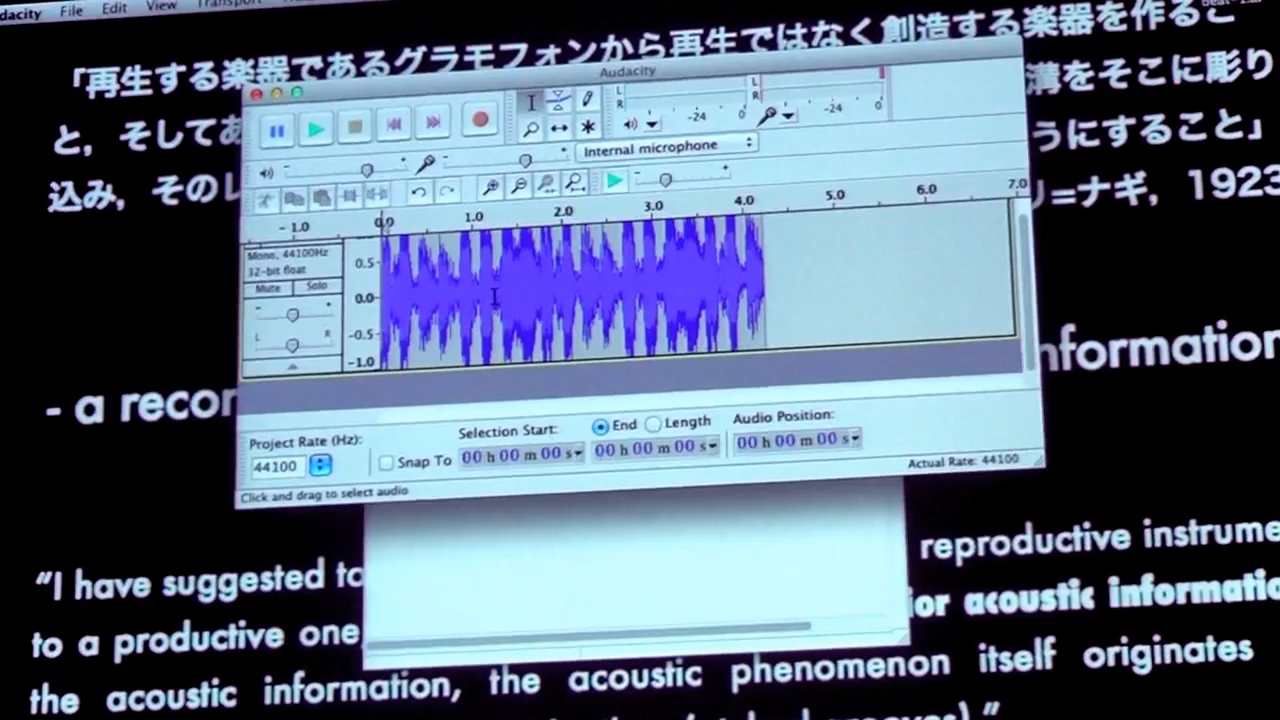 dacity File Edit View Transport
「再生する楽器であるグラモフォンから再生ではなく創造する楽器を作るこ
と，そしてあ
溝をそこに彫り
込み，そのし
うにすること」
リ=ナギ，1923
Audacity
L
R
-24
0
L
R
-24
0
Internal microphone
- 1.0
0.0
1.0
2.0
3.0
4.0
5.0
6.0
7.0
Mono, 44100Hz
32-bit float
Mute
Solo
L
R
0.5
0.0
-0.5
-1.0
- a recor
nformation
Project Rate (Hz):
44100
Snap To
Selection Start:
End
Length
Audio Position:
00 h 00 m 00 s
00 h 00 m 00 s
00 h 00 m 00 s
Click and drag to select audio
Actual Rate: 44100
“I have suggested to
reproductive instrume
to a productive one
ior acoustic informatio
the acoustic information, the acoustic phenomenon itself originates